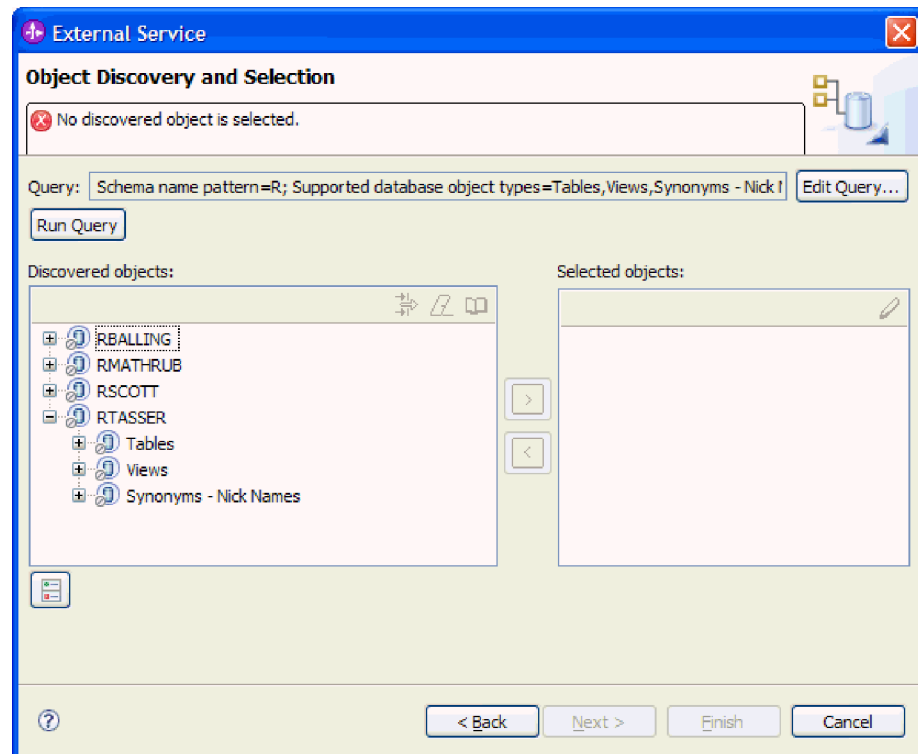 External Service
Object Discovery and Selection
No discovered object is selected.
Query: Schema name pattern=R; Supported database object types=Tables,Views,Synonyms - Nick Edit Query...
Run Query
Discovered objects:
Selected objects:
RBALLING
RMATHRUB
RSCOTT
RTASSER
Tables
Views
Synonyms - Nick Names
>
<
?
< Back
Next >
Finish
Cancel